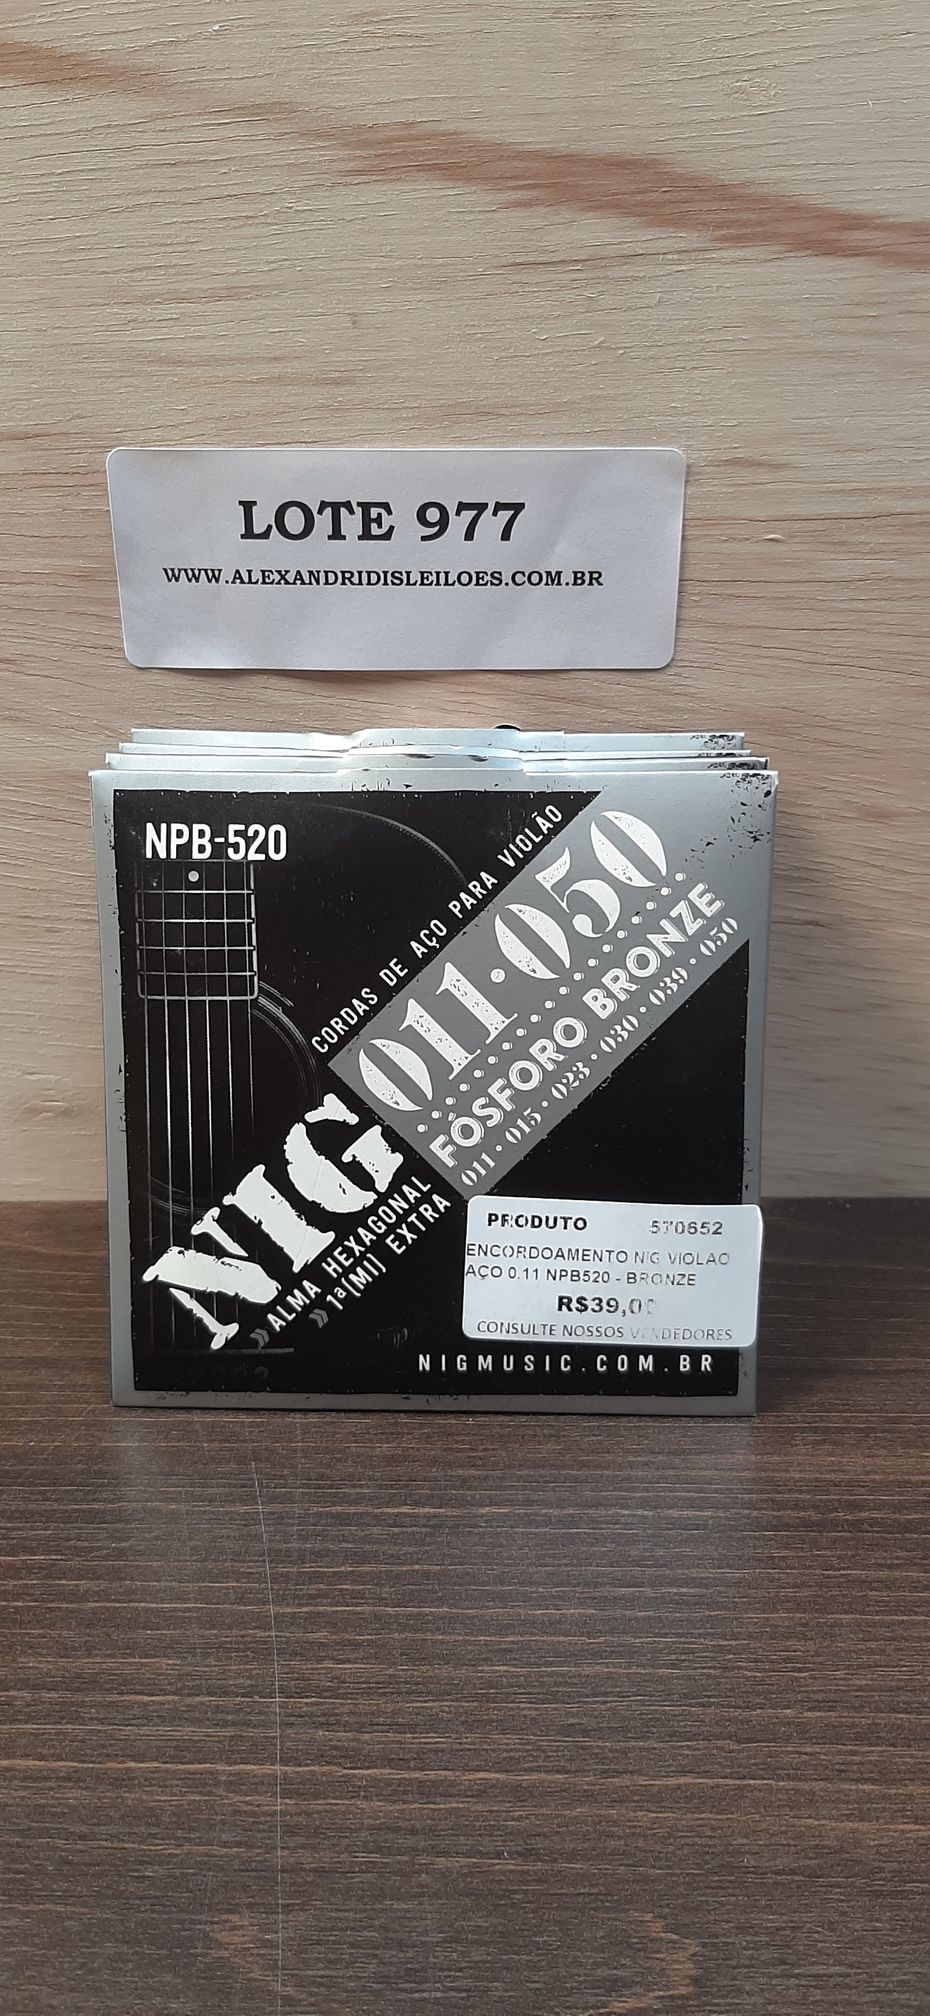 LOTE 977
WWW.ALEXANDRIDISLEILOES.COM.BR
NPB-520
CORDAS DE AÇO PARA VIOLÃO
011·050
FÓSFORO BRONZE
011 · 015 · 023 · 030 · 039 · 050
NIG
» ALMA HEXAGONAL
» 1ª(MI) EXTRA
PRODUTO 570652
ENCORDOAMENTO NIG VIOLAO
AÇO 0.11 NPB520 - BRONZE
R$39,00
CONSULTE NOSSOS VENDEDORES
NIGMUSIC.COM.BR